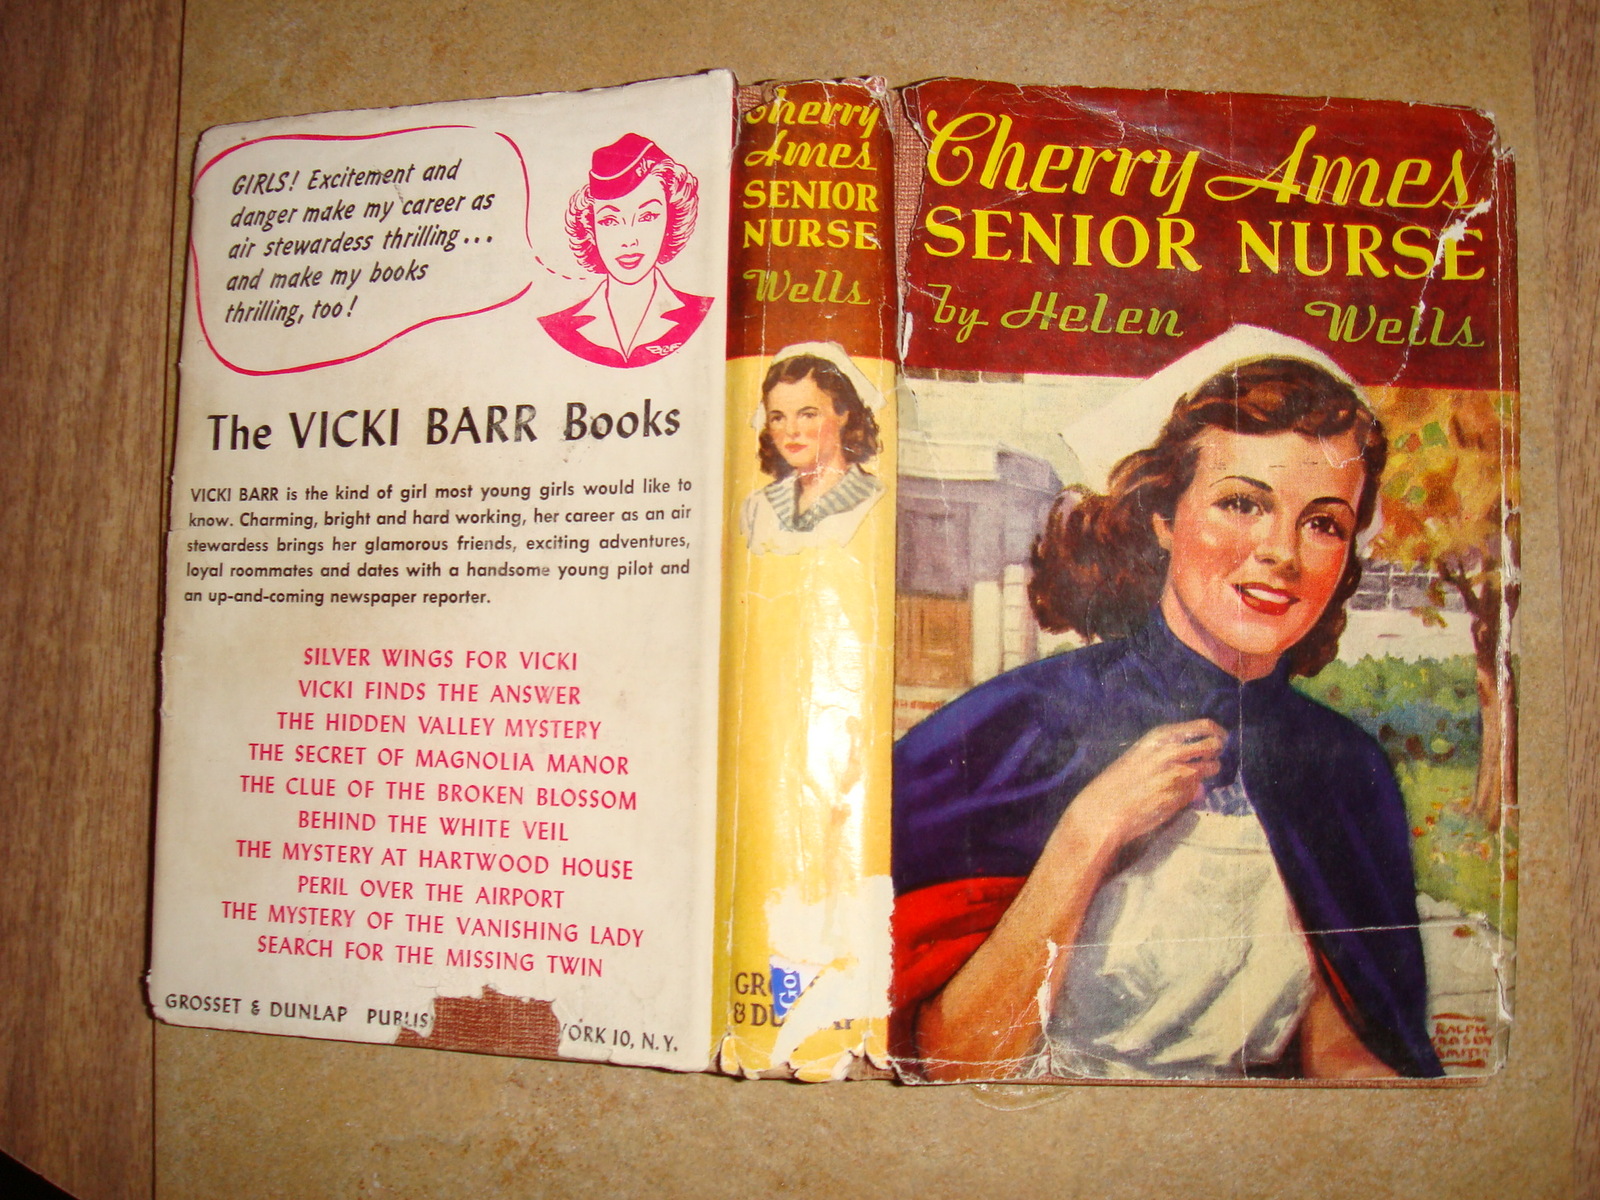 GIRLS! Excitement and
danger make my career as
air stewardess thrilling...
and make my books
thrilling, too!
The VICKI BARR Books
VICKI BARR is the kind of girl most young girls would like to
know. Charming, bright and hard working, her career as an air
stewardess brings her glamorous friends, exciting adventures,
loyal roommates and dates with a handsome young pilot and
an up-and-coming newspaper reporter.
SILVER WINGS FOR VICKI
VICKI FINDS THE ANSWER
THE HIDDEN VALLEY MYSTERY
THE SECRET OF MAGNOLIA MANOR
THE CLUE OF THE BROKEN BLOSSOM
BEHIND THE WHITE VEIL
THE MYSTERY AT HARTWOOD HOUSE
PERIL OVER THE AIRPORT
THE MYSTERY OF THE VANISHING LADY
SEARCH FOR THE MISSING TWIN
GROSSET & DUNLAP 10, N.Y.
Cherry
Ames
SENIOR
NURSE
Wells
Cherry Ames
SENIOR NURSE
by Helen Wells
RALPH
CROSBY
SMITH